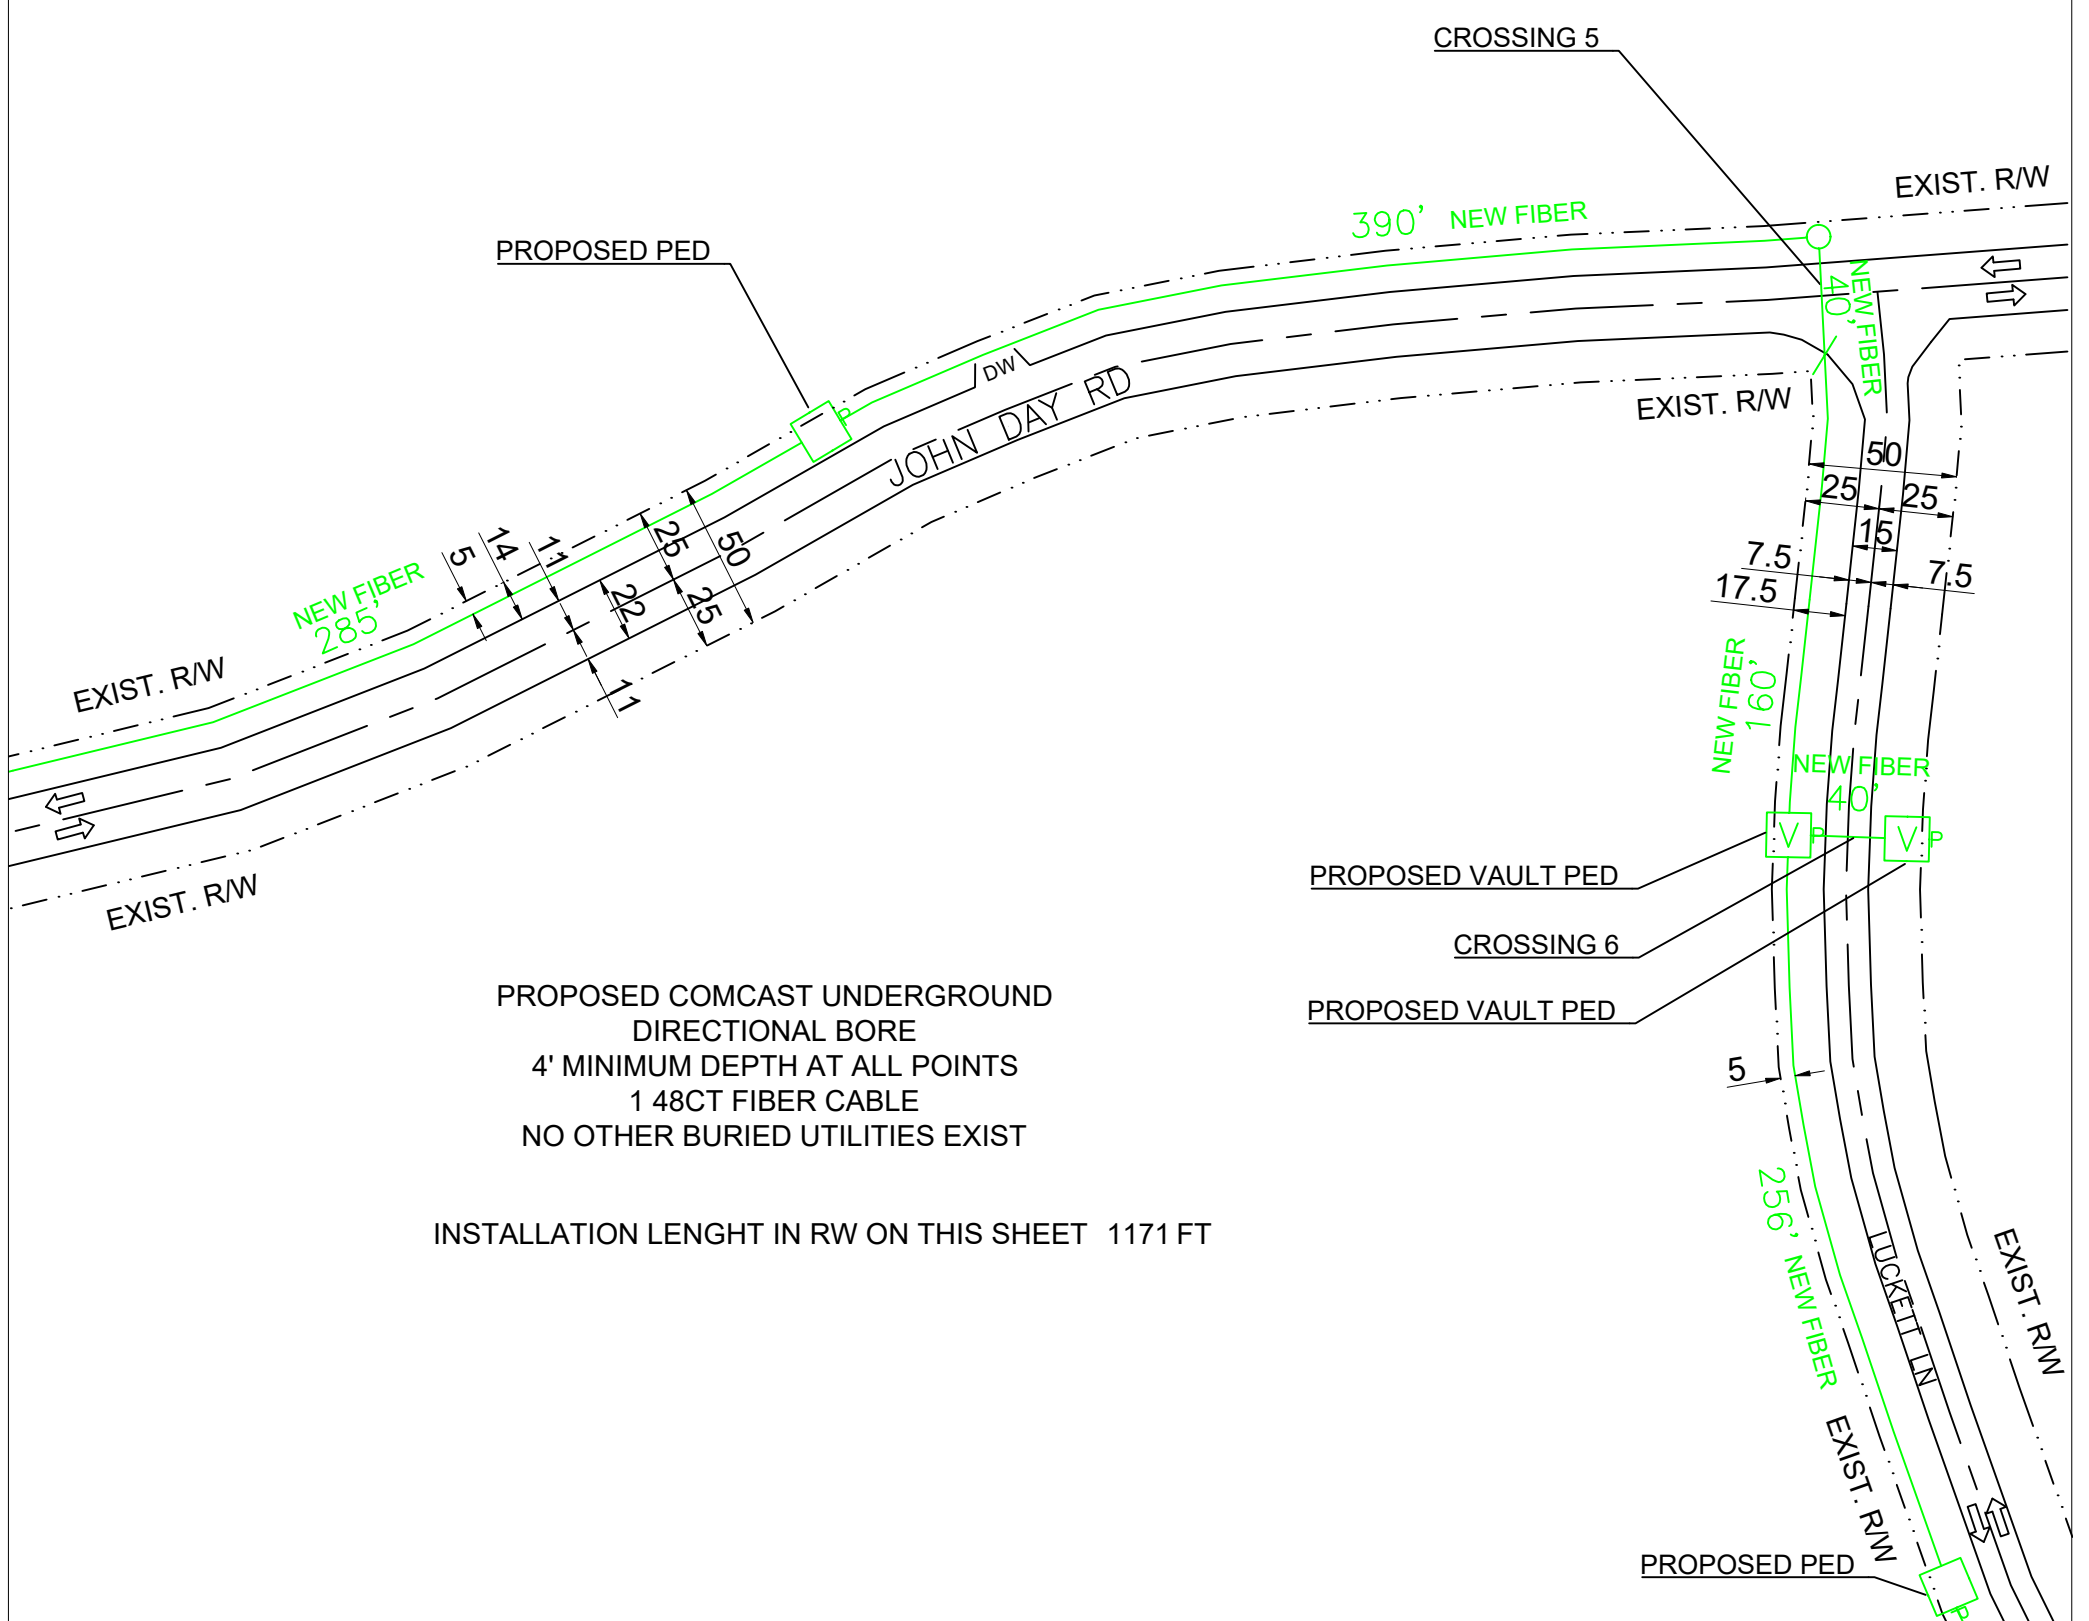 CROSSING 5
EXIST. R/W
390' NEW FIBER
PROPOSED PED
NEW FIBER
40'
P
DW
JOHN DAY RD
EXIST. R/W
50
25
25
15
7.5
7.5
17.5
5
14
11
25
50
22
25
11
NEW FIBER
285'
EXIST. R/W
EXIST. R/W
NEW FIBER
160'
NEW FIBER
40'
V P
V P
PROPOSED VAULT PED
CROSSING 6
PROPOSED VAULT PED
PROPOSED COMCAST UNDERGROUND
DIRECTIONAL BORE
4' MINIMUM DEPTH AT ALL POINTS
1 48CT FIBER CABLE
NO OTHER BURIED UTILITIES EXIST
INSTALLATION LENGHT IN RW ON THIS SHEET 1171 FT
5
256' NEW FIBER
LUCKETT LN
EXIST. R/W
EXIST. R/W
PROPOSED PED
P